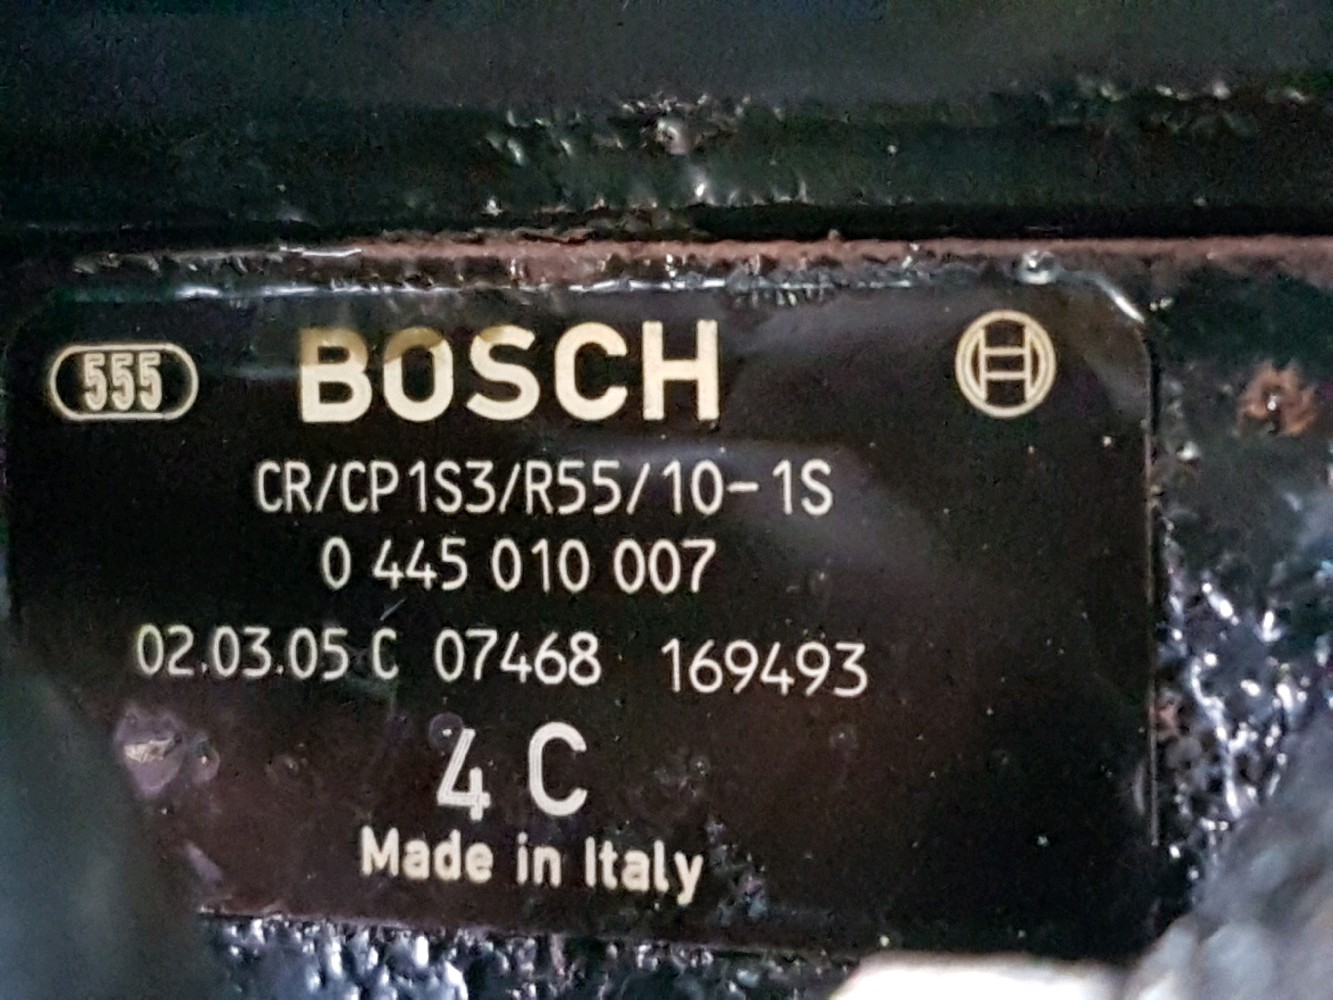 555 BOSCH
CR/CP1S3/R55/10-1S
0 445 010 007
02.03.05 C 07468 169493
4 C
Made in Italy